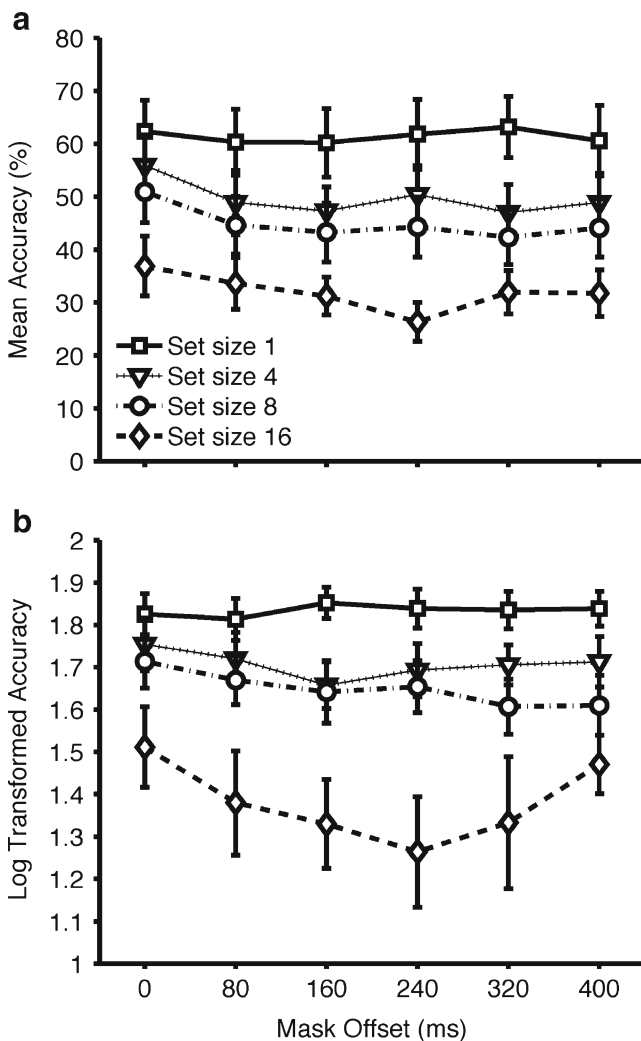 a
80
70
60
50
40
30
20
10
0
Mean Accuracy (%)
Set size 1
Set size 4
Set size 8
Set size 16
b
2
1.9
1.8
1.7
1.6
1.5
1.4
1.3
1.2
1.1
1
Log Transformed Accuracy
0 80 160 240 320 400
Mask Offset (ms)